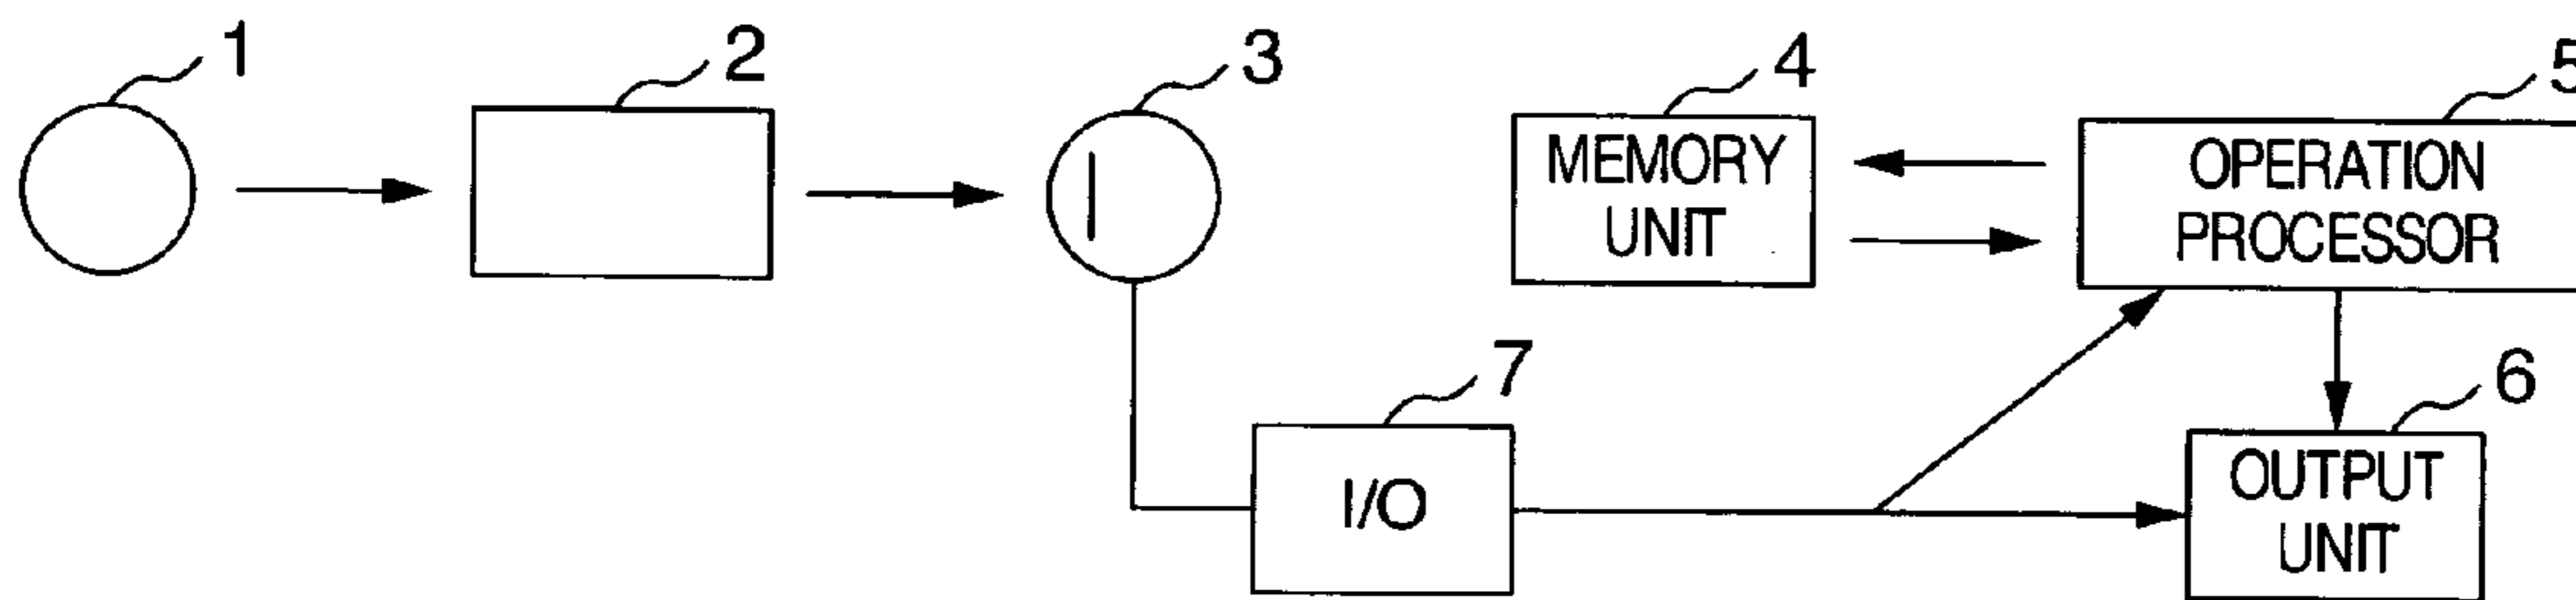 1
2
3
4
5
MEMORY
UNIT
OPERATION
PROCESSOR
7
6
I/O
OUTPUT
UNIT